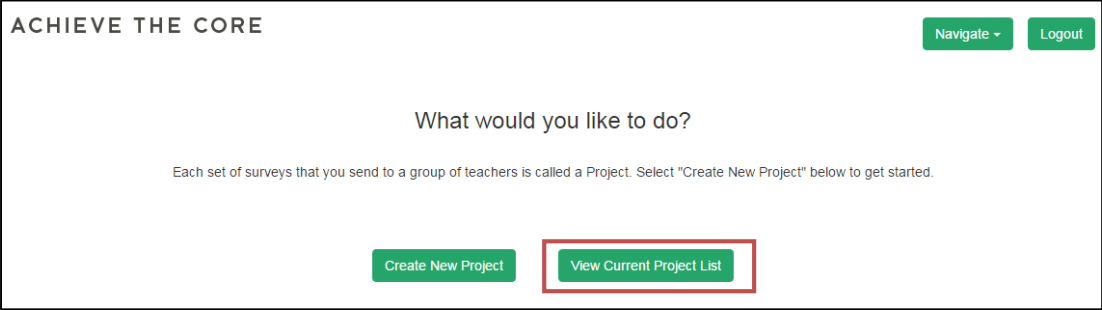 ACHIEVE THE CORE
Navigate
Logout
What would you like to do?
Each set of surveys that you send to a group of teachers is called a Project. Select "Create New Project" below to get started.
Create New Project
View Current Project List